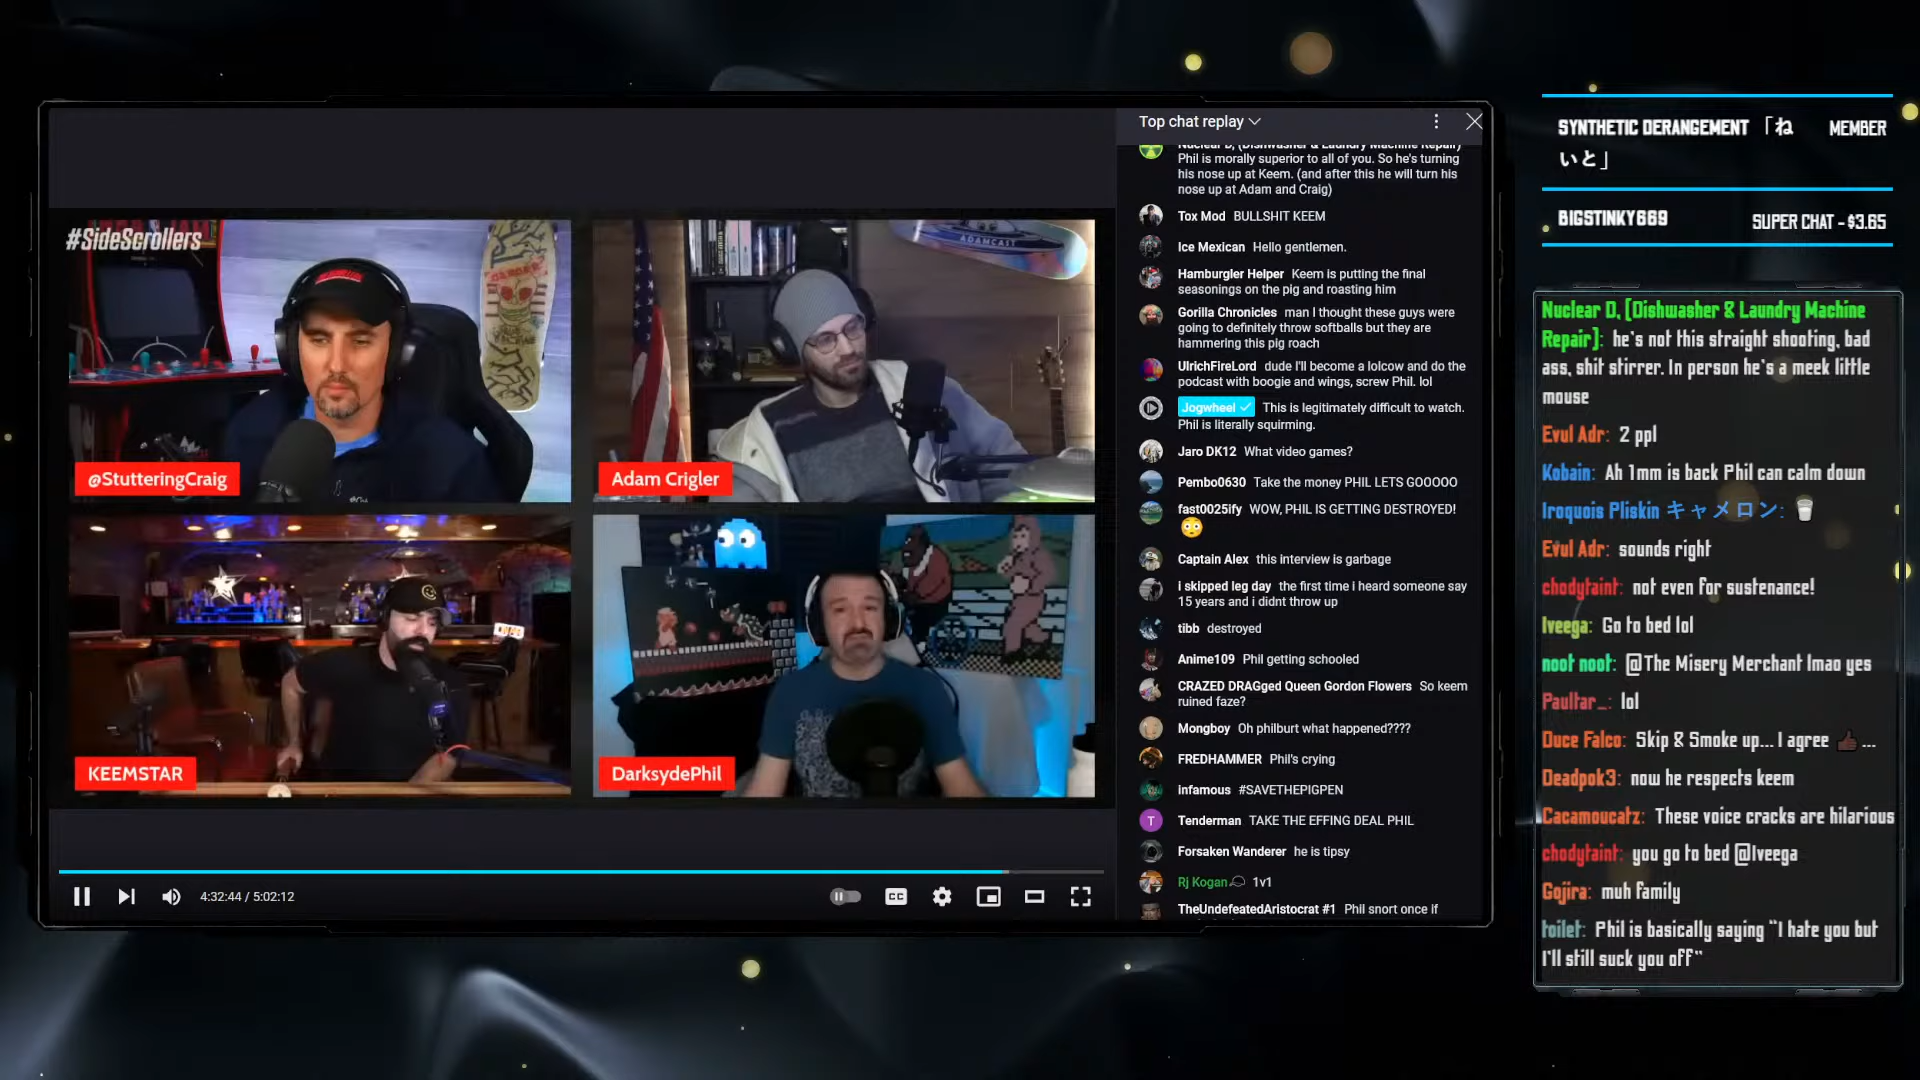 #SideScrollers
ADAMCAST
@StutteringCraig
Adam Crigler
KEEMSTAR
DarksydePhil
4:32:44 / 5:02:12
CC
Top chat replay
Nuclear D, (Dishwasher & Laundry Machine Repair)
Phil is morally superior to all of you. So he's turning
his nose up at Keem. (and after this he will turn his
nose up at Adam and Craig)
Tox Mod BULLSHIT KEEM
Ice Mexican Hello gentlemen.
Hamburgler Helper Keem is putting the final
seasonings on the pig and roasting him
Gorilla Chronicles man I thought these guys were
going to definitely throw softballs but they are
hammering this pig roach
UlrichFireLord dude I'll become a lolcow and do the
podcast with boogie and wings, screw Phil. lol
Jogwheel This is legitimately difficult to watch.
Phil is literally squirming.
Jaro DK12 What video games?
Pembo0630 Take the money PHIL LETS GOOOOO
fast0025ify WOW, PHIL IS GETTING DESTROYED!
😳
Captain Alex this interview is garbage
i skipped leg day the first time i heard someone say
15 years and i didnt throw up
tibb destroyed
Anime109 Phil getting schooled
CRAZED DRAGged Queen Gordon Flowers So keem
ruined faze?
Mongboy Oh philburt what happened????
FREDHAMMER Phil's crying
infamous #SAVETHEPIGPEN
T
Tenderman TAKE THE EFFING DEAL PHIL
Forsaken Wanderer he is tipsy
Rj Kogan 1v1
TheUndefeatedAristocrat #1 Phil snort once if
SYNTHETIC DERANGEMENT 「ね MEMBER
いと」
BIGSTINKY669 SUPER CHAT - $3.65
Nuclear D, (Dishwasher & Laundry Machine
Repair): he's not this straight shooting, bad
ass, shit stirrer. In person he's a meek little
mouse
Evul Adr: 2 ppl
Kobain: Ah 1mm is back Phil can calm down
Iroquois Pliskin キャメロン: 🥛
Evul Adr: sounds right
chodytaint: not even for sustenance!
Iveega: Go to bed lol
noot noot: @The Misery Merchant lmao yes
Paultar_: lol
Duce Falco: Skip & Smoke up... I agree 👍🏿...
Deadpok3: now he respects keem
Cacamoucatz: These voice cracks are hilarious
chodytaint: you go to bed @Iveega
Gojira: muh family
toilet: Phil is basically saying "I hate you but
I'll still suck you off"